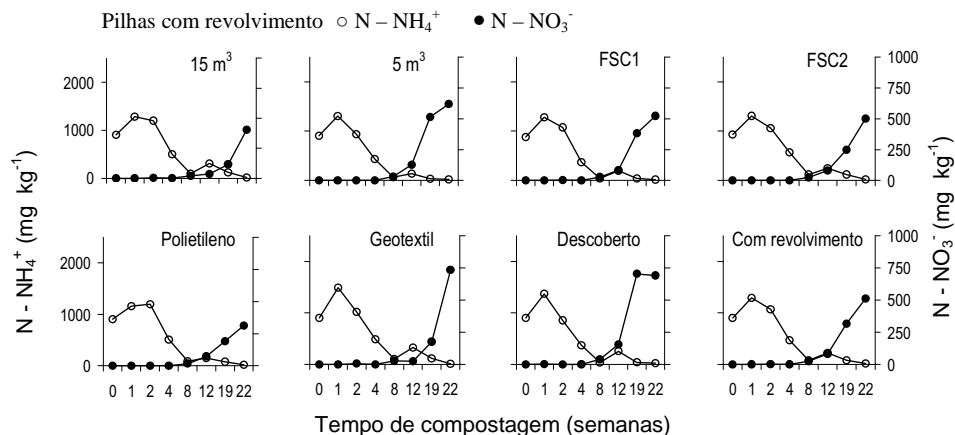 Pilhas com revolvimento ○ N – NH₄⁺ ● N – NO₃⁻
15 m³ 5 m³ FSC1 FSC2
2000
1000
0
1000
750
500
250
0
N - NH₄⁺ (mg kg⁻¹)
N - NO₃⁻ (mg kg⁻¹)
Polietileno Geotextil Descoberto Com revolvimento
2000
1000
0
1000
750
500
250
0
0 1 2 4 8 12 19 22 0 1 2 4 8 12 19 22 0 1 2 4 8 12 19 22 0 1 2 4 8 12 19 22
Tempo de compostagem (semanas)